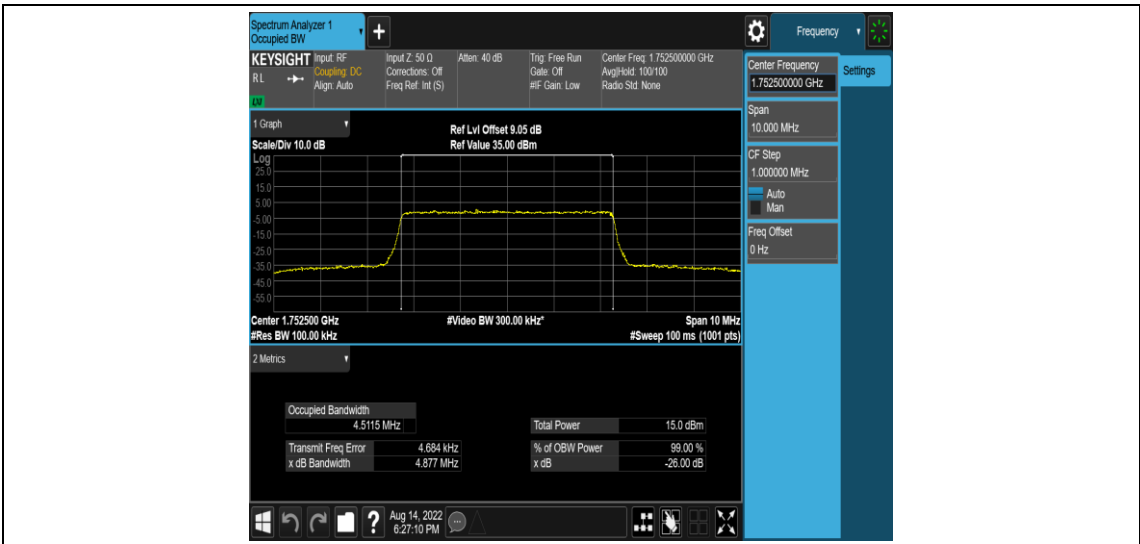 Spectrum Analyzer 1
Occupied BW
+
Frequency
KEYSIGHT
RL
LXI
Input: RF
Coupling: DC
Align: Auto
Input Z: 50 Ω
Corrections: Off
Freq Ref: Int (S)
Atten: 40 dB
Trig: Free Run
Gate: Off
#IF Gain: Low
Center Freq: 1.752500000 GHz
Avg|Hold: 100/100
Radio Std: None
Center Frequency
1.752500000 GHz
Settings
Span
10.000 MHz
CF Step
1.000000 MHz
Auto
Man
Freq Offset
0 Hz
1 Graph
Scale/Div 10.0 dB
Ref Lvl Offset 9.05 dB
Ref Value 35.00 dBm
Log
25.0
15.0
5.00
-5.00
-15.0
-25.0
-35.0
-45.0
-55.0
Center 1.752500 GHz
#Video BW 300.00 kHz*
Span 10 MHz
#Res BW 100.00 kHz
#Sweep 100 ms (1001 pts)
2 Metrics
Occupied Bandwidth
4.5115 MHz
Total Power 15.0 dBm
Transmit Freq Error 4.684 kHz
% of OBW Power 99.00 %
x dB Bandwidth 4.877 MHz
x dB -26.00 dB
?
Aug 14, 2022
6:27:10 PM